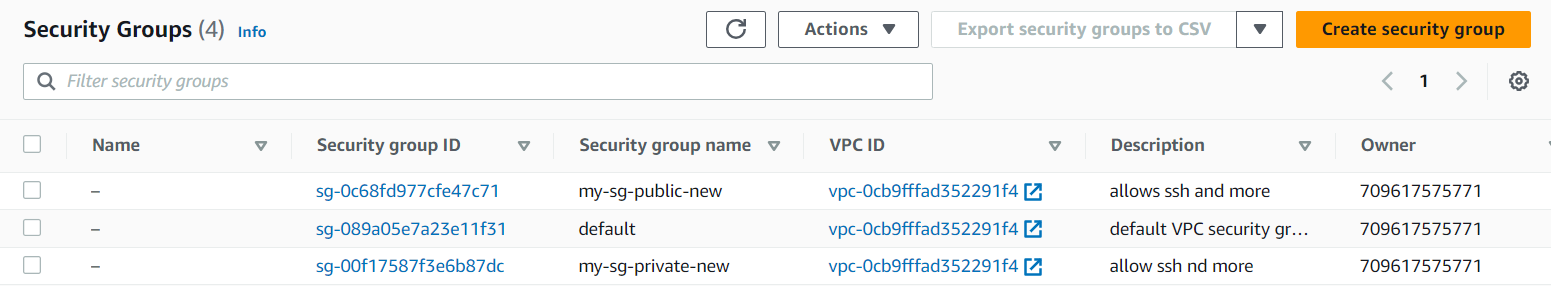 Security Groups (4) Info Actions Export security groups to CSV Create security group
Filter security groups 1
Name Security group ID Security group name VPC ID Description Owner
– sg-0c68fd977cfe47c71 my-sg-public-new vpc-0cb9fffad352291f4 allows ssh and more 709617575771
– sg-089a05e7a23e11f31 default vpc-0cb9fffad352291f4 default VPC security gr... 709617575771
– sg-00f17587f3e6b87dc my-sg-private-new vpc-0cb9fffad352291f4 allow ssh nd more 709617575771